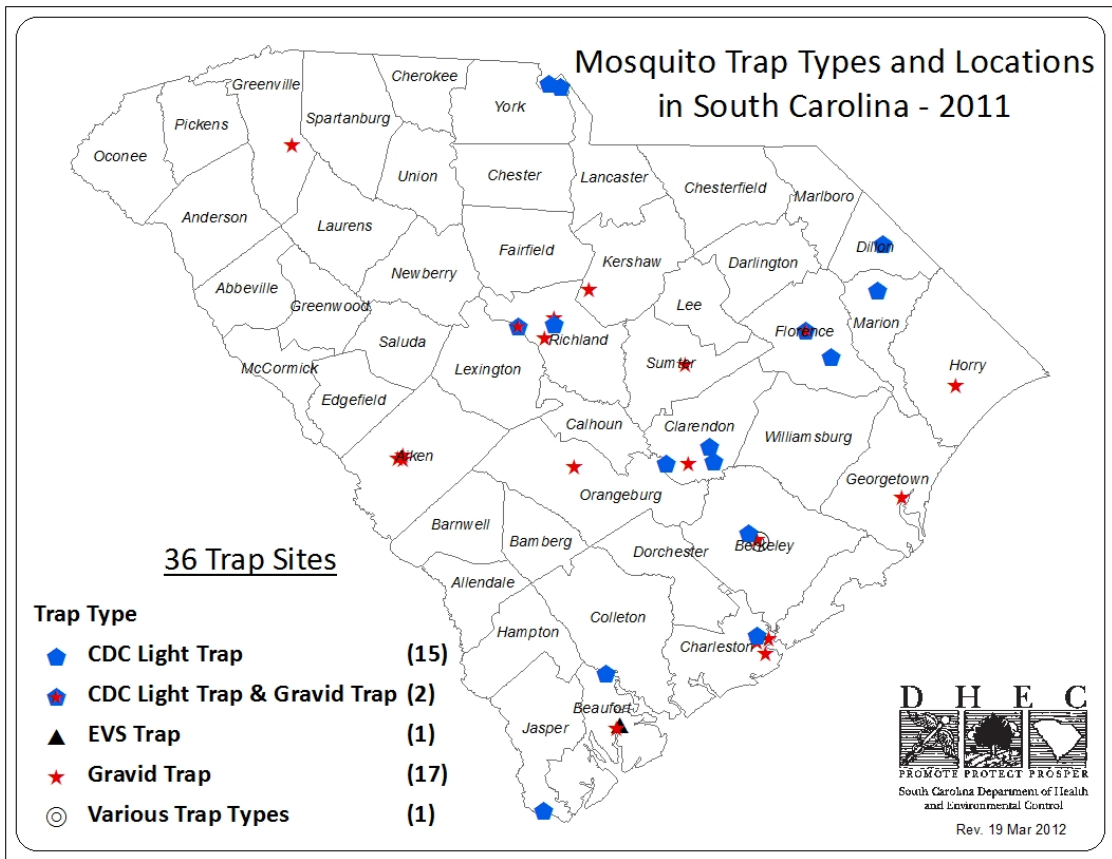 Mosquito Trap Types and Locations
in South Carolina - 2011
Cherokee
Greenville
York
Spartanburg
Pickens
Oconee
Union
Chester
Lancaster
Chesterfield
Marlboro
Anderson
Laurens
Fairfield
Dillon
Newberry
Kershaw
Darlington
Abbeville
Greenwood
Lee
Marion
Saluda
Richland
Florence
McCormick
Lexington
Sumter
Horry
Edgefield
Calhoun
Clarendon
Williamsburg
Aiken
Georgetown
Orangeburg
Barnwell
Bamberg
Dorchester
Berkeley
Allendale
Colleton
Hampton
Charleston
Beaufort
Jasper
36 Trap Sites
Trap Type
CDC Light Trap (15)
CDC Light Trap & Gravid Trap (2)
EVS Trap (1)
Gravid Trap (17)
Various Trap Types (1)
D H E C
PROMOTE PROTECT PROSPER
South Carolina Department of Health
and Environmental Control
Rev. 19 Mar 2012